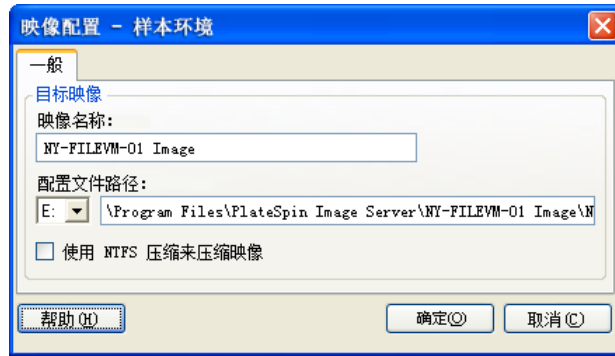 映像配置 - 样本环境
一般
目标映像
映像名称:
NY-FILEVM-01 Image
配置文件路径:
E: \Program Files\PlateSpin Image Server\NY-FILEVM-01 Image\N
使用 NTFS 压缩来压缩映像
帮助(H) 确定(O) 取消(C)